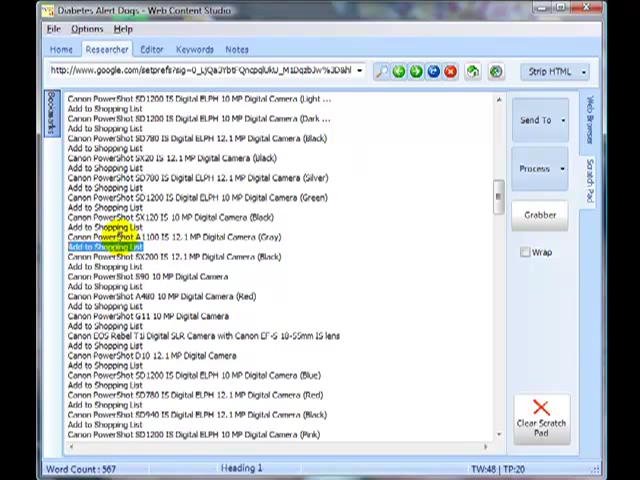 Diabetes Alert Dogs - Web Content Studio
File Options Help
Home Researcher Editor Keywords Notes
Strip HTML
Bookmarks
Canon PowerShot SD1200 IS Digital ELPH 10 MP Digital Camera (Light ...
Add to Shopping List
Canon PowerShot SD1200 IS Digital ELPH 10 MP Digital Camera (Dark ...
Add to Shopping List
Canon PowerShot SD780 IS Digital ELPH 12.1 MP Digital Camera (Black)
Add to Shopping List
Canon PowerShot SX20 IS 12.1 MP Digital Camera (Black)
Add to Shopping List
Canon PowerShot SD780 IS Digital ELPH 12.1 MP Digital Camera (Silver)
Add to Shopping List
Canon PowerShot SD1200 IS Digital ELPH 10 MP Digital Camera (Green)
Add to Shopping List
Canon PowerShot SX120 IS 10 MP Digital Camera (Black)
Add to Shopping List
Canon PowerShot A1100 IS 12.1 MP Digital Camera (Gray)
Add to Shopping List
Canon PowerShot SX200 IS 12.1 MP Digital Camera (Black)
Add to Shopping List
Canon PowerShot S90 10 MP Digital Camera
Add to Shopping List
Canon PowerShot A480 10 MP Digital Camera (Red)
Add to Shopping List
Canon PowerShot G11 10 MP Digital Camera
Add to Shopping List
Canon EOS Rebel T1i Digital SLR Camera with Canon EF-S 18-55mm IS lens
Add to Shopping List
Canon PowerShot D10 12.1 MP Digital Camera
Add to Shopping List
Canon PowerShot SD1200 IS Digital ELPH 10 MP Digital Camera (Blue)
Add to Shopping List
Canon PowerShot SD780 IS Digital ELPH 12.1 MP Digital Camera (Red)
Add to Shopping List
Canon PowerShot SD940 IS Digital ELPH 12.1 MP Digital Camera (Black)
Add to Shopping List
Canon PowerShot SD1200 IS Digital ELPH 10 MP Digital Camera (Pink)
Send To
Process
Grabber
Wrap
Clear Scratch
Pad
Web Browser
Scratch Pad
Word Count : 567 Heading 1 TW:48 | TP:20